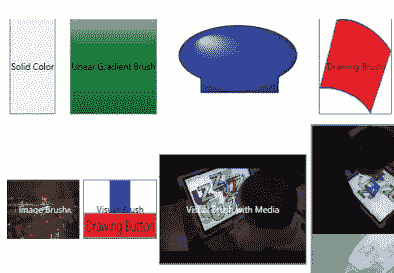 Solid Color
Linear Gradient Brush
Drawing Brush
Image Brush
Visual Brush
Drawing Button
Visual Brush with Media